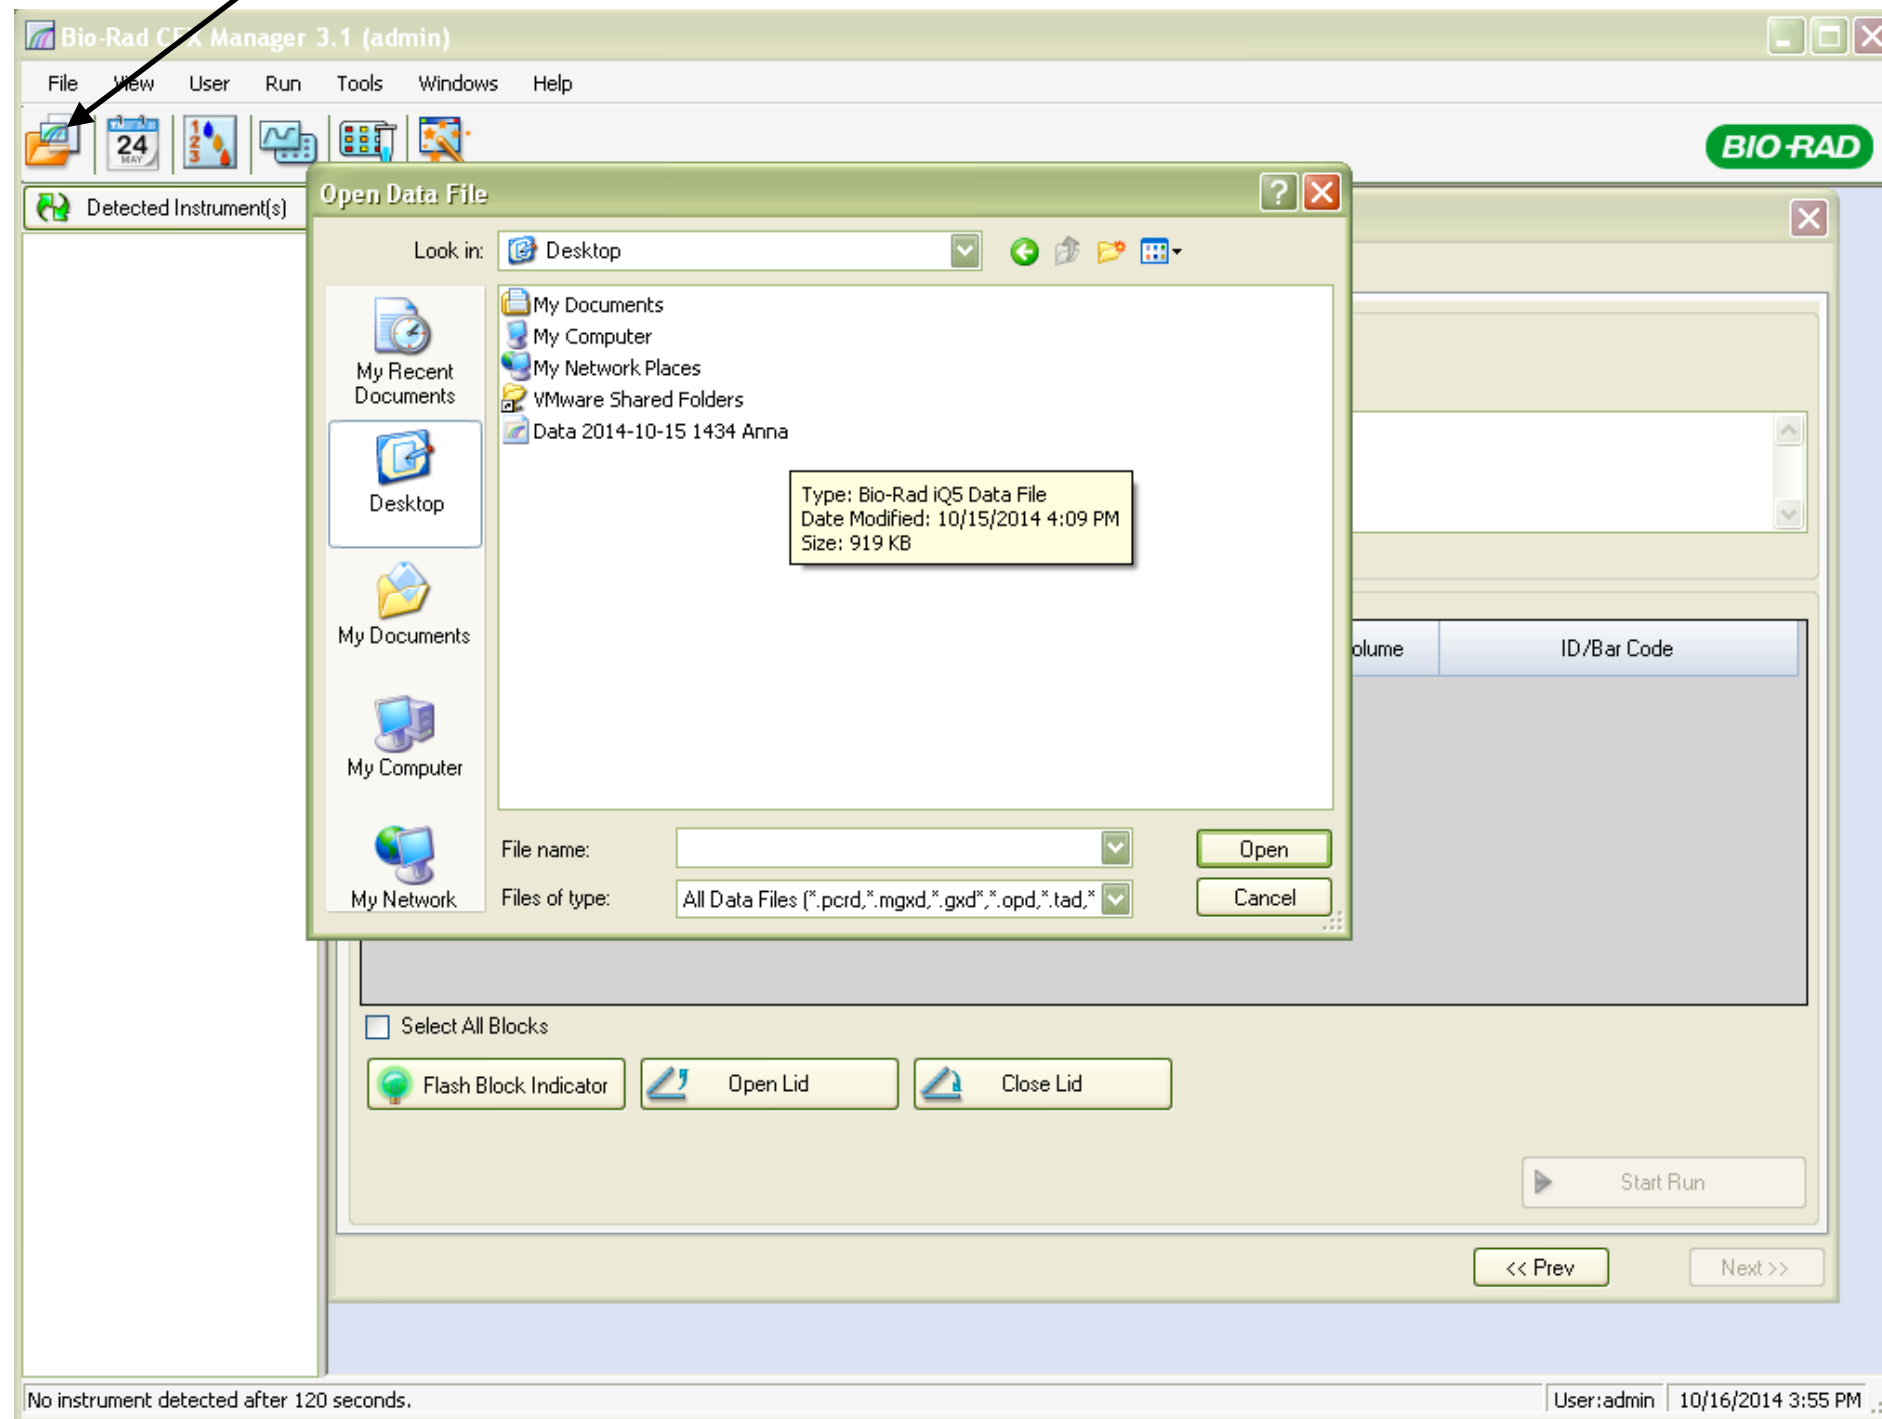 Bio-Rad CFX Manager 3.1 (admin)
File View User Run Tools Windows Help
24
MAY
1
2
3
BIO-RAD
Detected Instrument(s)
Open Data File
Look in: Desktop
My Recent
Documents
Desktop
My Documents
My Computer
My Network
My Documents
My Computer
My Network Places
VMware Shared Folders
Data 2014-10-15 1434 Anna
Type: Bio-Rad iQ5 Data File
Date Modified: 10/15/2014 4:09 PM
Size: 919 KB
File name:
Open
Files of type: All Data Files (*.pcrd,*.mgxd,*.gxd*,*.opd,*.tad,*
Cancel
olume ID/Bar Code
Select All Blocks
Flash Block Indicator Open Lid Close Lid
Start Run
<< Prev Next >>
No instrument detected after 120 seconds. User:admin 10/16/2014 3:55 PM